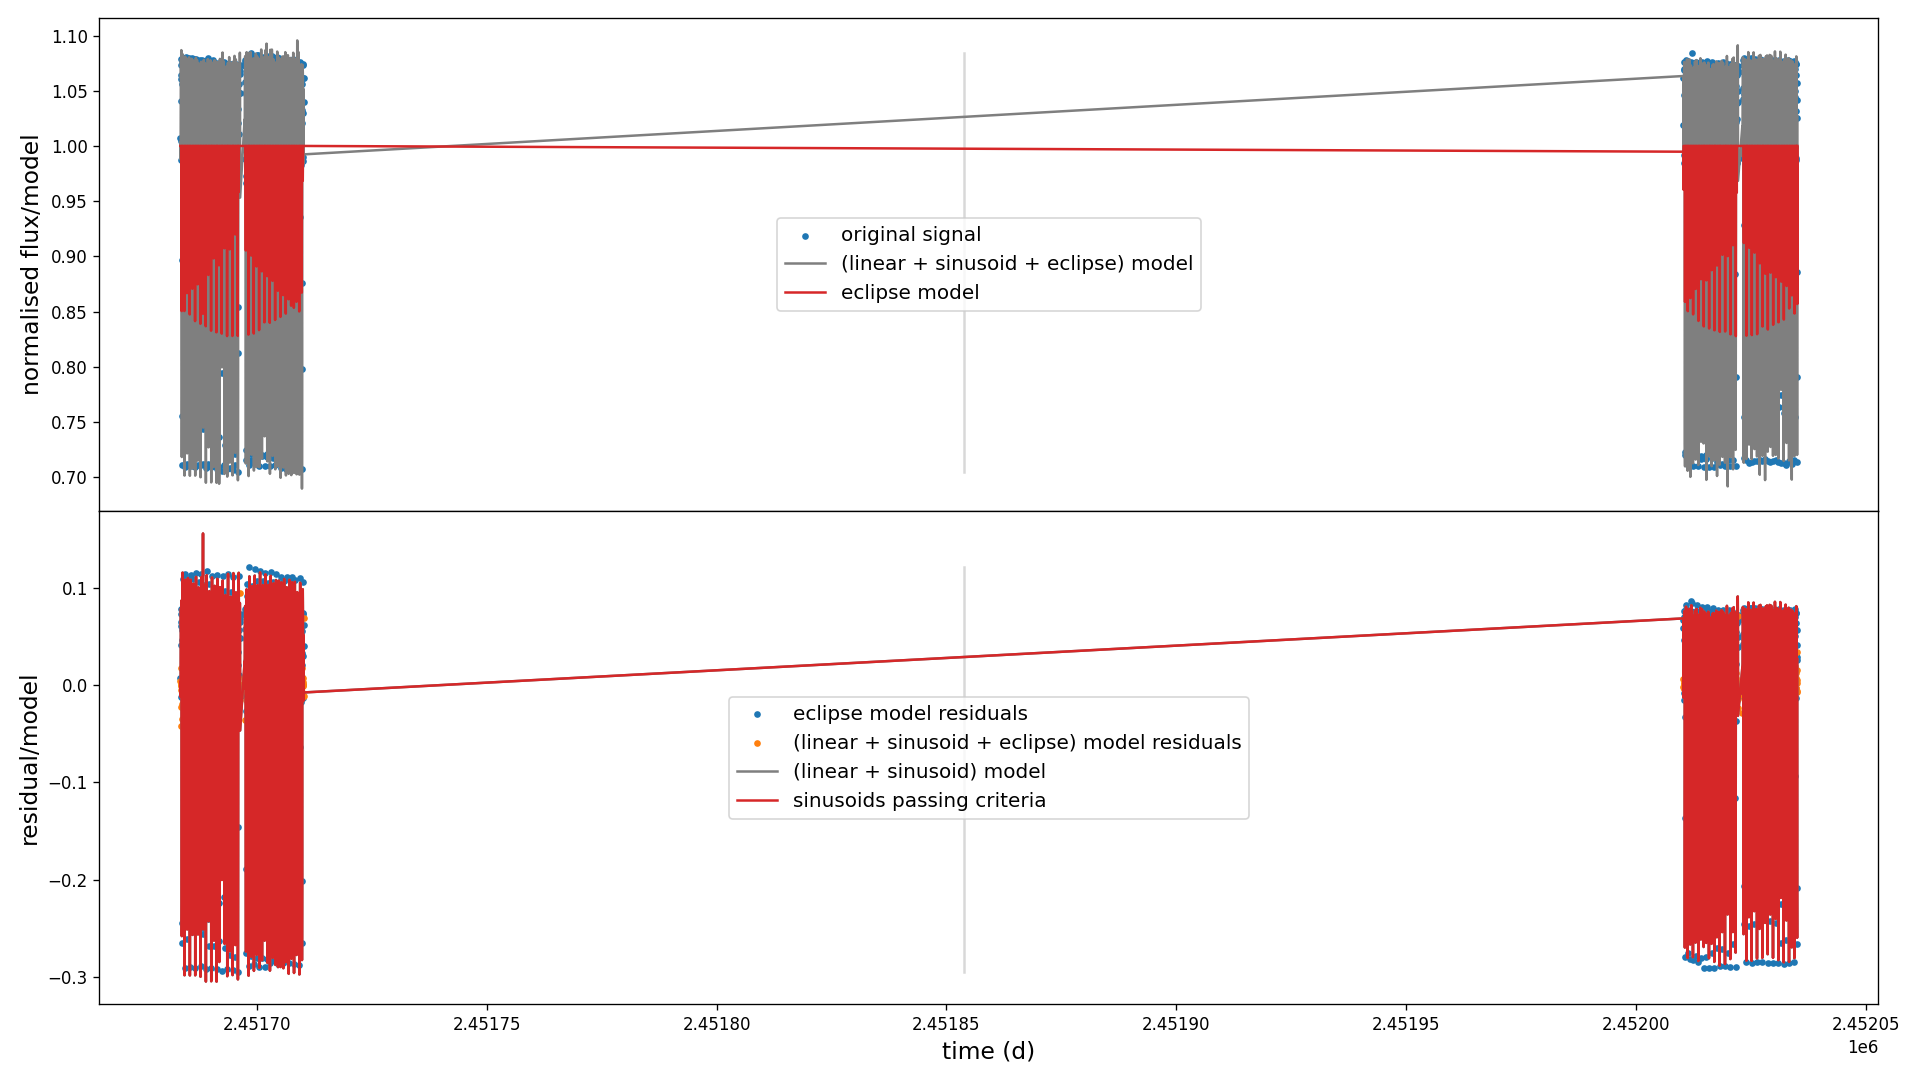 1.10
1.05
1.00
0.95
0.90
0.85
0.80
0.75
0.70
normalised flux/model
original signal
(linear + sinusoid + eclipse) model
eclipse model
0.1
0.0
−0.1
−0.2
−0.3
residual/model
eclipse model residuals
(linear + sinusoid + eclipse) model residuals
(linear + sinusoid) model
sinusoids passing criteria
2.45170 2.45175 2.45180 2.45185 2.45190 2.45195 2.45200 2.45205
1e6
time (d)